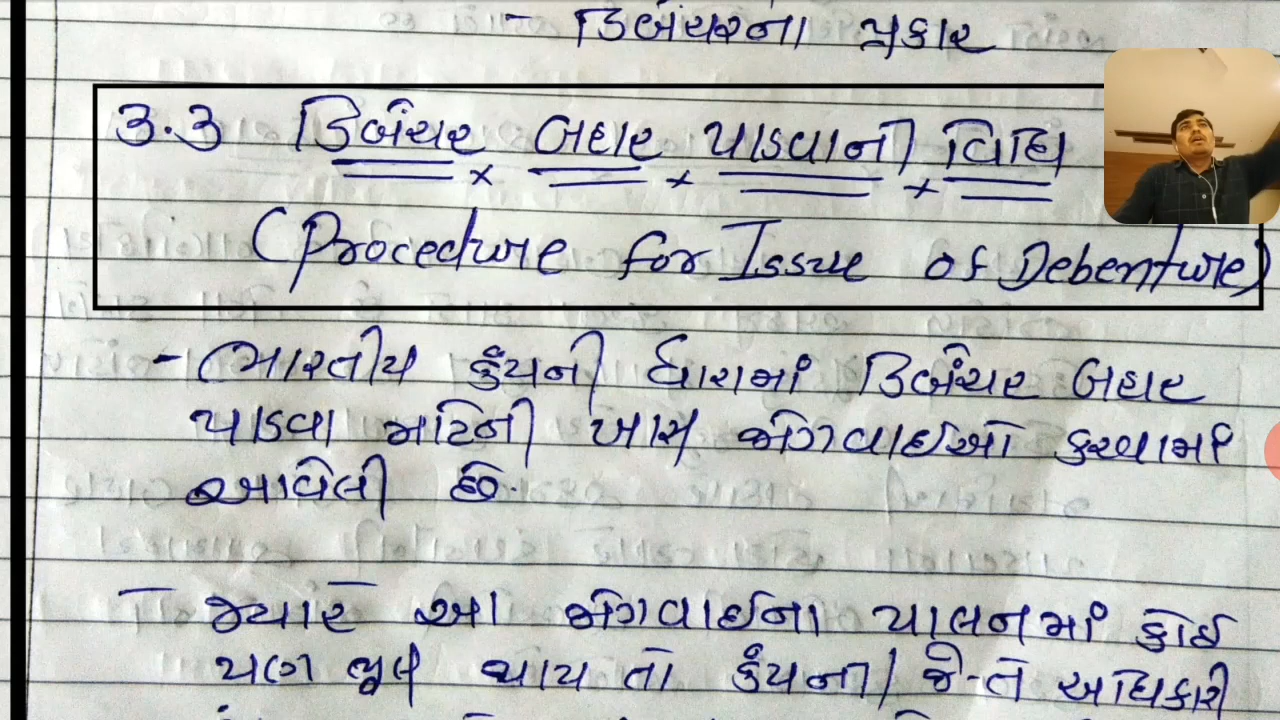 - ડિબેંચરના પ્રકાર
3.3 ડિબેંચર બહાર પાડવાની વિધિ
(Procedure for Issue of Debenture)
- ભારતીય કંપની ધારામાં ડિબેંચર બહાર
પાડવા માટેની ખાસ જોગવાઈઓ કરવામાં
આવેલી છે.
- જ્યારે આ જોગવાઈના પાલનમાં કોઈ
પણ ભૂલ થાય તો કંપની / જે-તે અધિકારી